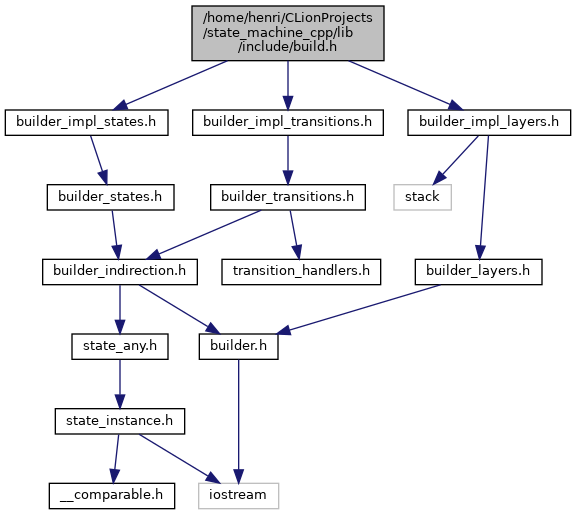 /home/henri/CLionProjects
/state_machine_cpp/lib
/include/build.h
builder_impl_states.h
builder_impl_transitions.h
builder_impl_layers.h
builder_states.h
builder_transitions.h
stack
builder_indirection.h
transition_handlers.h
builder_layers.h
state_any.h
builder.h
state_instance.h
__comparable.h
iostream